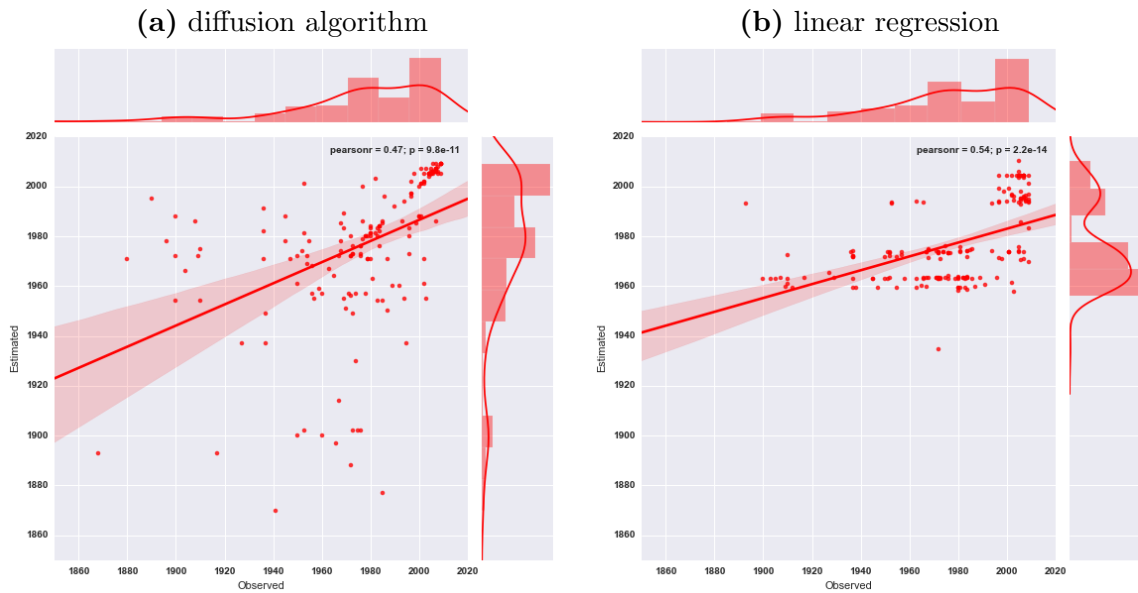 (a) diffusion algorithm
(b) linear regression
pearsonr = 0.47; p = 9.8e-11
2020
2000
1980
1960
1940
1920
1900
1880
1860
Estimated
1860 1880 1900 1920 1940 1960 1980 2000 2020
Observed
pearsonr = 0.54; p = 2.2e-14
2020
2000
1980
1960
1940
1920
1900
1880
1860
Estimated
1860 1880 1900 1920 1940 1960 1980 2000 2020
Observed